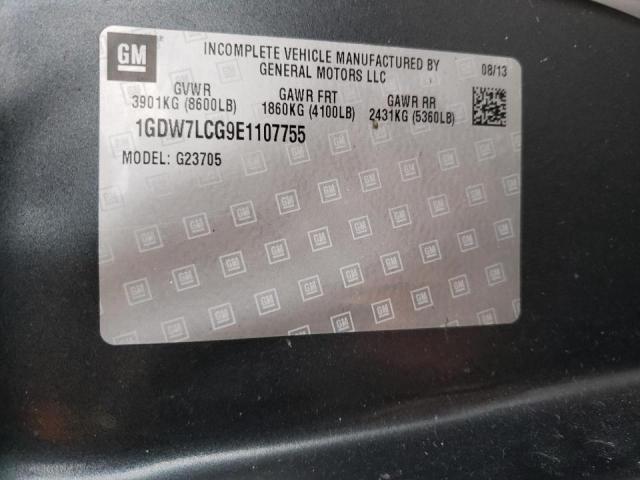 GM
INCOMPLETE VEHICLE MANUFACTURED BY
GENERAL MOTORS LLC
08/13
GVWR
3901KG (8600LB)
GAWR FRT
1860KG (4100LB)
GAWR RR
2431KG (5360LB)
1GDW7LCG9E1107755
MODEL: G23705